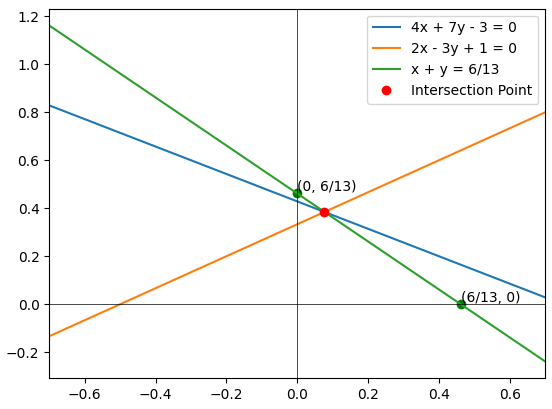 4x + 7y - 3 = 0
2x - 3y + 1 = 0
x + y = 6/13
Intersection Point
1.2
1.0
0.8
0.6
(0, 6/13)
0.4
0.2
(6/13, 0)
0.0
−0.2
−0.6 −0.4 −0.2 0.0 0.2 0.4 0.6